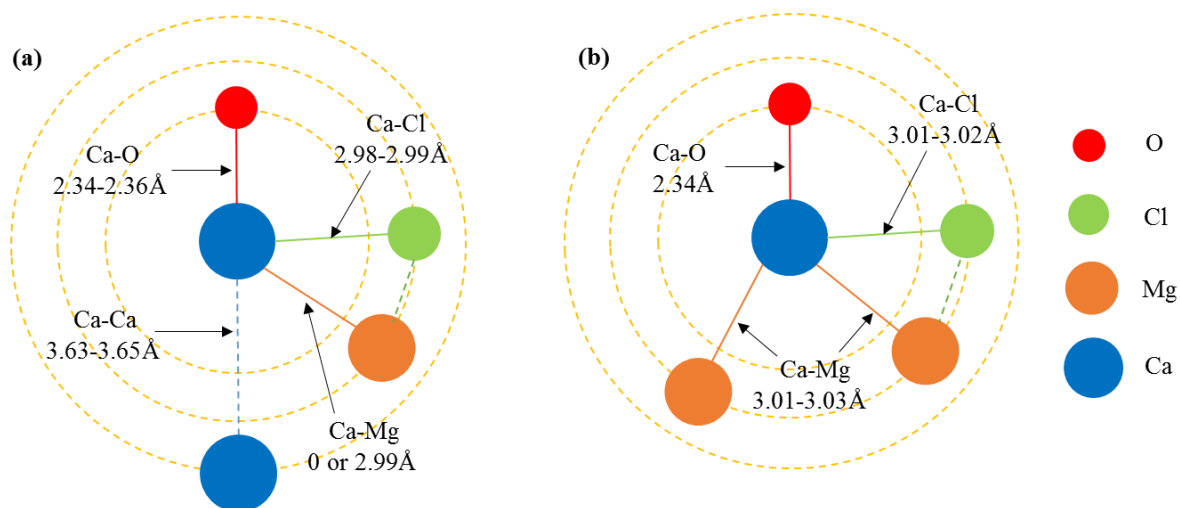 (a)
Ca-O
2.34-2.36Å
Ca-Cl
2.98-2.99Å
Ca-Ca
3.63-3.65Å
Ca-Mg
0 or 2.99Å
(b)
Ca-O
2.34Å
Ca-Cl
3.01-3.02Å
Ca-Mg
3.01-3.03Å
O
Cl
Mg
Ca